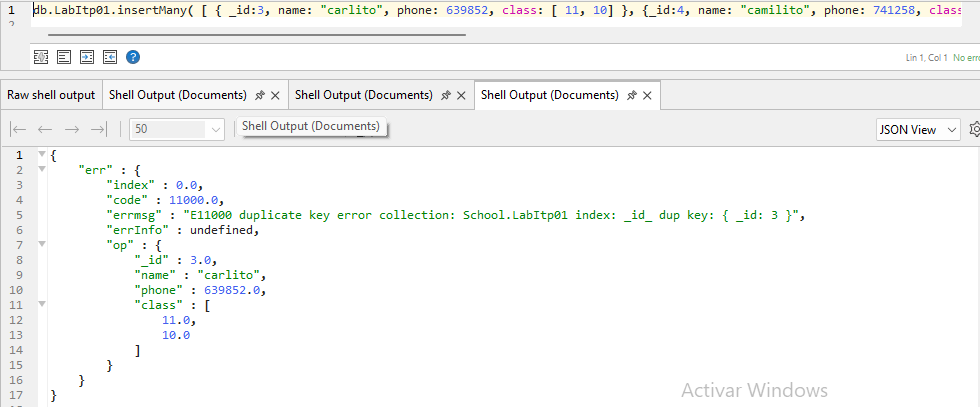 1 db.LabItp01.insertMany( [ { _id:3, name: "carlito", phone: 639852, class: [ 11, 10] }, {_id:4, name: "camilito", phone: 741258, class
2
Lin 1, Col 1 No err
Raw shell output Shell Output (Documents) Shell Output (Documents) Shell Output (Documents)
50 Shell Output (Documents) JSON View
1 {
2 "err" : {
3 "index" : 0.0,
4 "code" : 11000.0,
5 "errmsg" : "E11000 duplicate key error collection: School.LabItp01 index: _id_ dup key: { _id: 3 }",
6 "errInfo" : undefined,
7 "op" : {
8 "_id" : 3.0,
9 "name" : "carlito",
10 "phone" : 639852.0,
11 "class" : [
12 11.0,
13 10.0
14 ]
15 }
16 }
17 }
Activar Windows